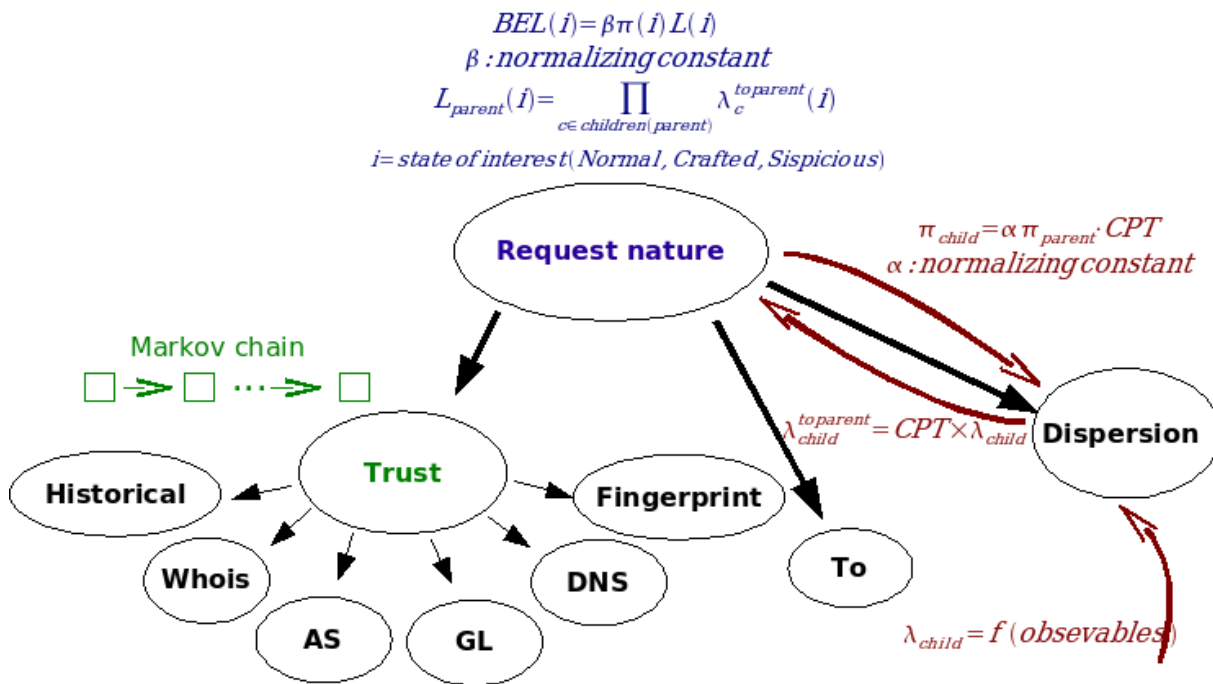 BEL(i)=βπ(i)L(i)
β:normalizing constant
L_parent(i)=∏_{c∈children(parent)} λ_c^{toparent}(i)
i=state of interest(Normal, Crafted, Sispicious)
Request nature
π_child=απ_parent·CPT
α:normalizing constant
Markov chain
...
λ_child^{toparent}=CPT×λ_child
Dispersion
Trust
Historical
Fingerprint
Whois
DNS
To
AS
GL
λ_child=f(obsevables)